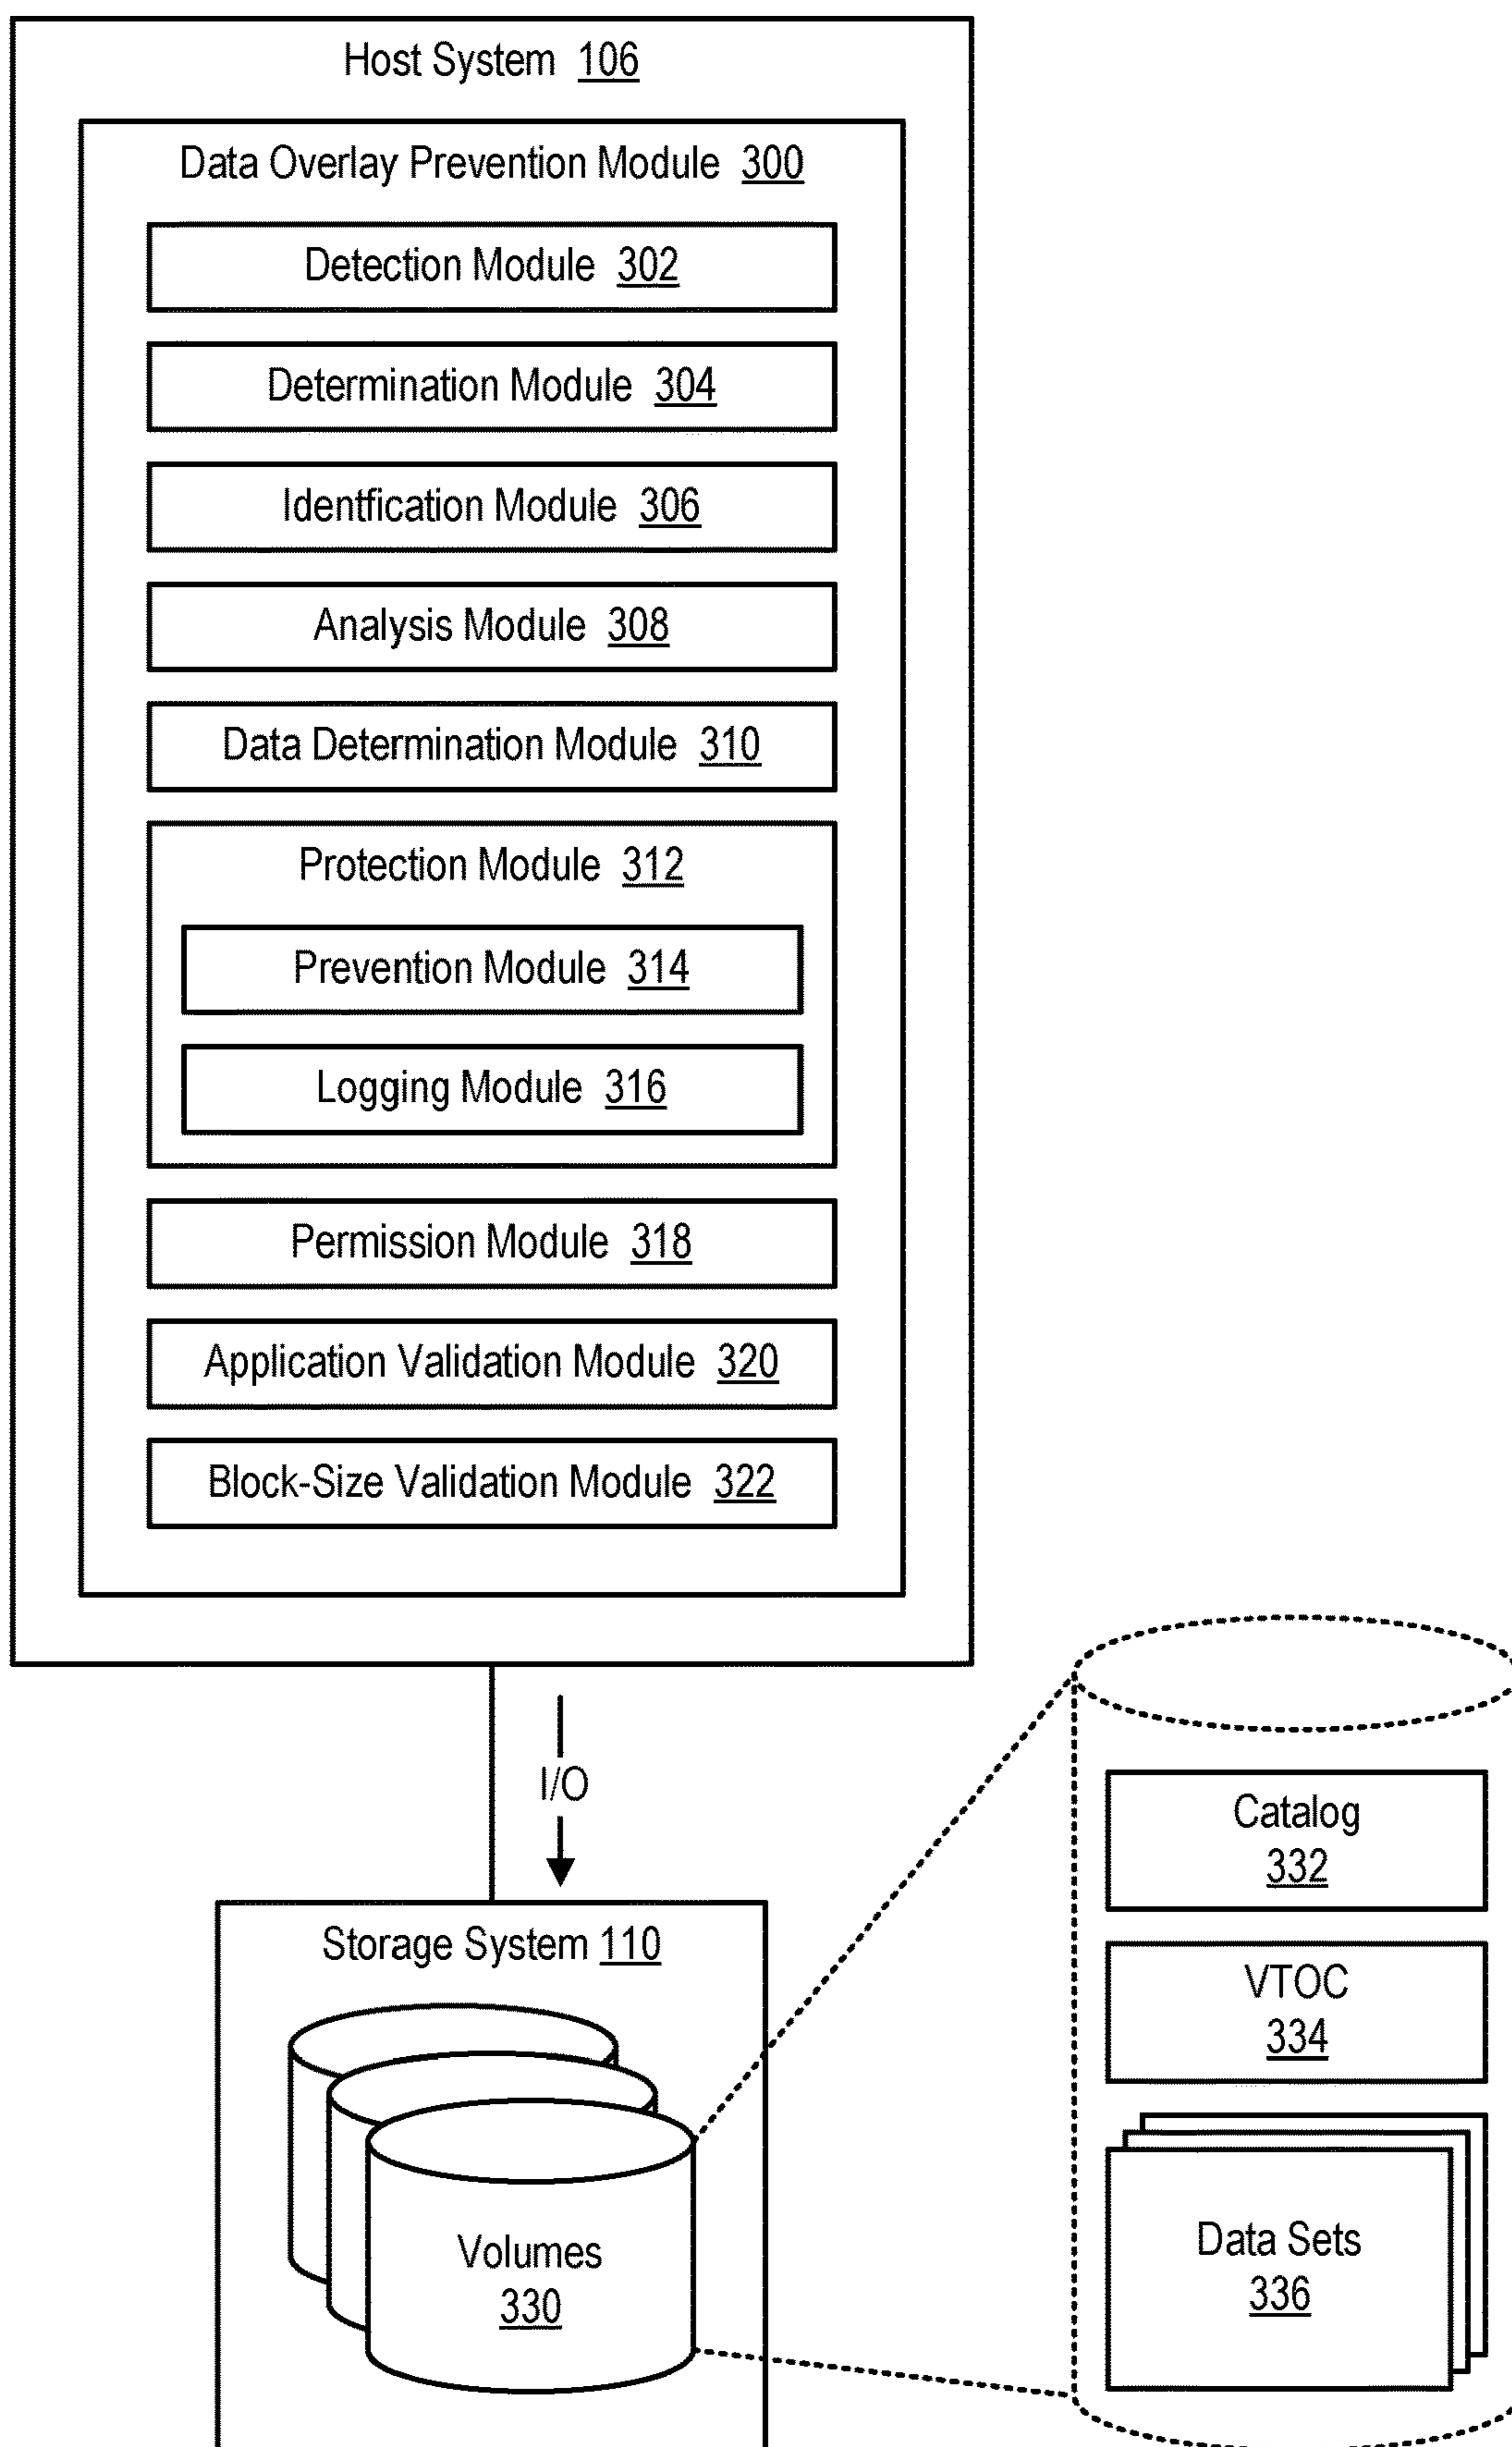 Host System 106
Data Overlay Prevention Module 300
Detection Module 302
Determination Module 304
Identfication Module 306
Analysis Module 308
Data Determination Module 310
Protection Module 312
Prevention Module 314
Logging Module 316
Permission Module 318
Application Validation Module 320
Block-Size Validation Module 322
I/O
Storage System 110
Volumes
330
Catalog
332
VTOC
334
Data Sets
336